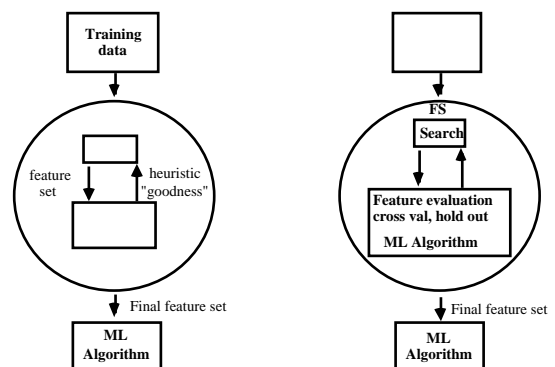 Training
data
feature
set
heuristic
"goodness"
Final feature set
ML
Algorithm
FS
Search
Feature evaluation
cross val, hold out
ML Algorithm
Final feature set
ML
Algorithm